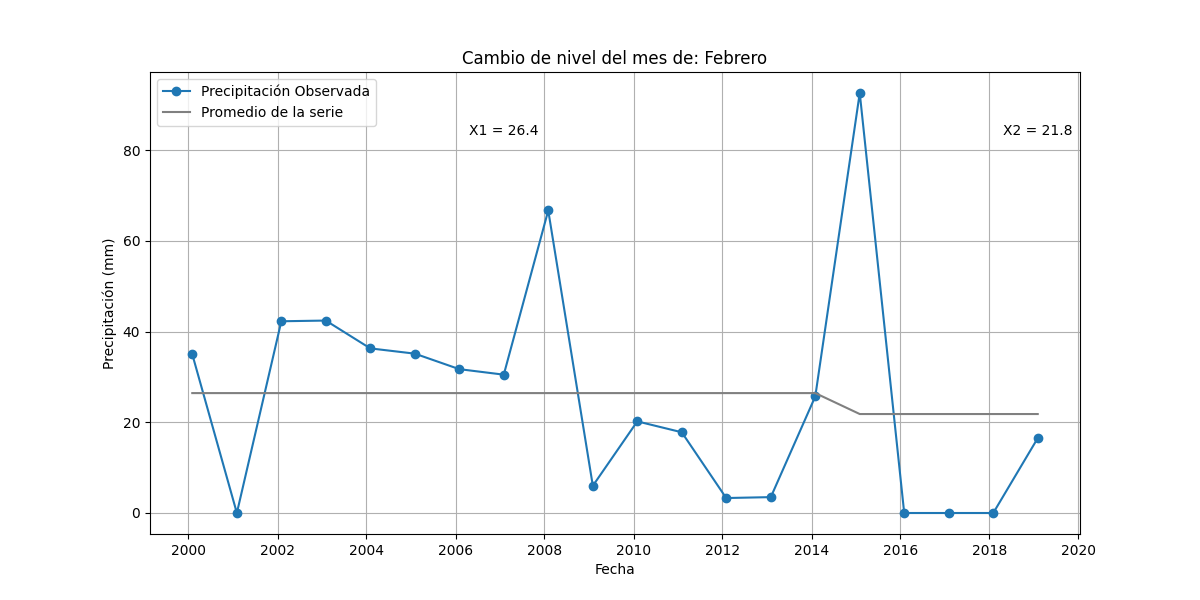 Cambio de nivel del mes de: Febrero
Precipitación Observada
Promedio de la serie
X1 = 26.4
X2 = 21.8
Precipitación (mm)
80
60
40
20
0
2000 2002 2004 2006 2008 2010 2012 2014 2016 2018 2020
Fecha